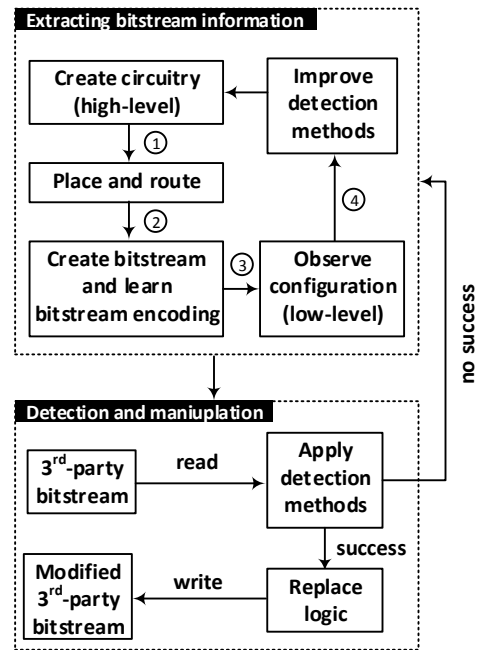 Extracting bitstream information
Create circuitry
(high-level)
Improve
detection
methods
①
Place and route
②
④
Create bitstream
and learn
bitstream encoding
③
Observe
configuration
(low-level)
no success
Detection and maniuplation
3rd-party
bitstream
read
Apply
detection
methods
success
Modified
3rd-party
bitstream
write
Replace
logic